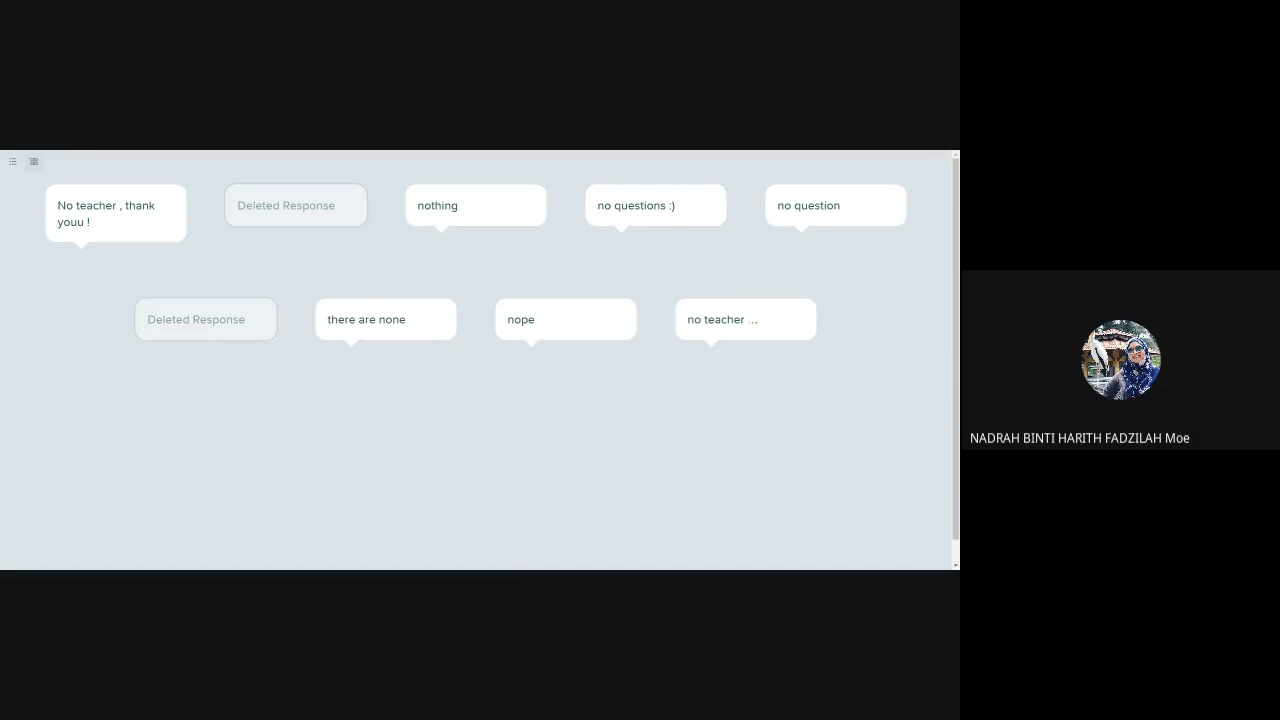 No teacher , thank
youu !
Deleted Response
nothing
no questions :)
no question
Deleted Response
there are none
nope
no teacher ...
NADRAH BINTI HARITH FADZILAH Moe